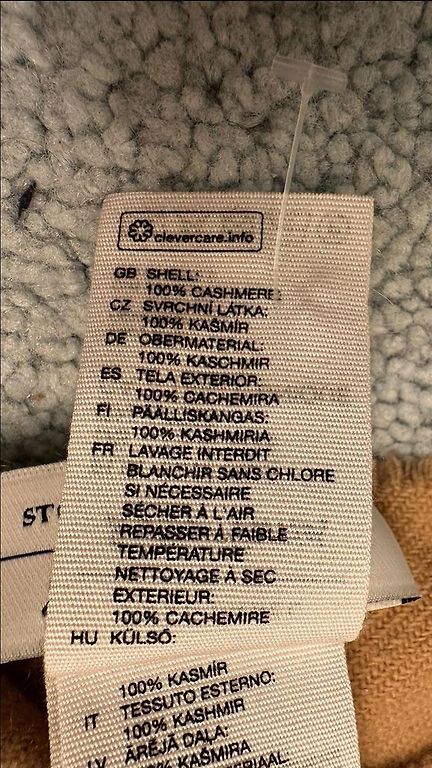 clevercare.info
GB SHELL:
100% CASHMERE
CZ SVRCHNÍ LÁTKA:
100% KAŠMÍR
DE OBERMATERIAL:
100% KASCHMIR
ES TELA EXTERIOR:
100% CACHEMIRA
FI PÄÄLLISKANGAS:
100% KASHMIRIA
FR LAVAGE INTERDIT
BLANCHIR SANS CHLORE
SI NÉCESSAIRE
SÉCHER À L'AIR
REPASSER À FAIBLE
TEMPÉRATURE
NETTOYAGE À SEC
EXTERIEUR:
100% CACHEMIRE
HU KÜLSŐ:
100% KASMÍR
IT TESSUTO ESTERNO:
100% KASHMIR
LV ĀRĒJĀ DAĻA:
100% KAŠMIRA
ST